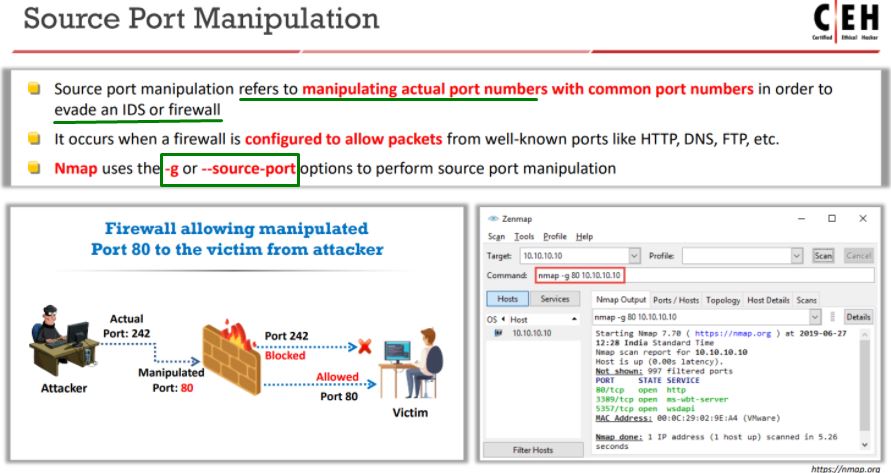 Source Port Manipulation
C|EH
Certified Ethical Hacker
Source port manipulation refers to manipulating actual port numbers with common port numbers in order to
evade an IDS or firewall
It occurs when a firewall is configured to allow packets from well-known ports like HTTP, DNS, FTP, etc.
Nmap uses the -g or --source-port options to perform source port manipulation
Firewall allowing manipulated
Port 80 to the victim from attacker
Actual
Port: 242
Manipulated
Port: 80
Attacker
Port 242
Blocked
Allowed
Port 80
Victim
Zenmap
Scan Tools Profile Help
Target: 10.10.10.10 Profile: Scan Cancel
Command: nmap -g 80 10.10.10.10
Hosts Services
Nmap Output Ports / Hosts Topology Host Details Scans
OS Host
10.10.10.10
nmap -g 80 10.10.10.10 Details
Starting Nmap 7.70 ( https://nmap.org ) at 2019-06-27
12:28 India Standard Time
Nmap scan report for 10.10.10.10
Host is up (0.00s latency).
Not shown: 997 filtered ports
PORT STATE SERVICE
80/tcp open http
3389/tcp open ms-wbt-server
5357/tcp open wsdapi
MAC Address: 00:0C:29:02:9E:A4 (VMware)
Nmap done: 1 IP address (1 host up) scanned in 5.26
seconds
Filter Hosts
https://nmap.org